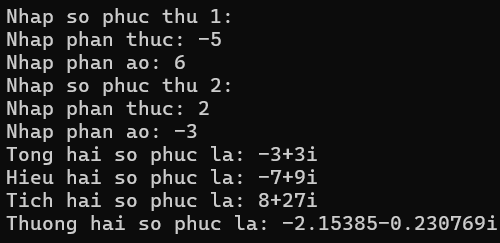 Nhap so phuc thu 1:
Nhap phan thuc: -5
Nhap phan ao: 6
Nhap so phuc thu 2:
Nhap phan thuc: 2
Nhap phan ao: -3
Tong hai so phuc la: -3+3i
Hieu hai so phuc la: -7+9i
Tich hai so phuc la: 8+27i
Thuong hai so phuc la: -2.15385-0.230769i